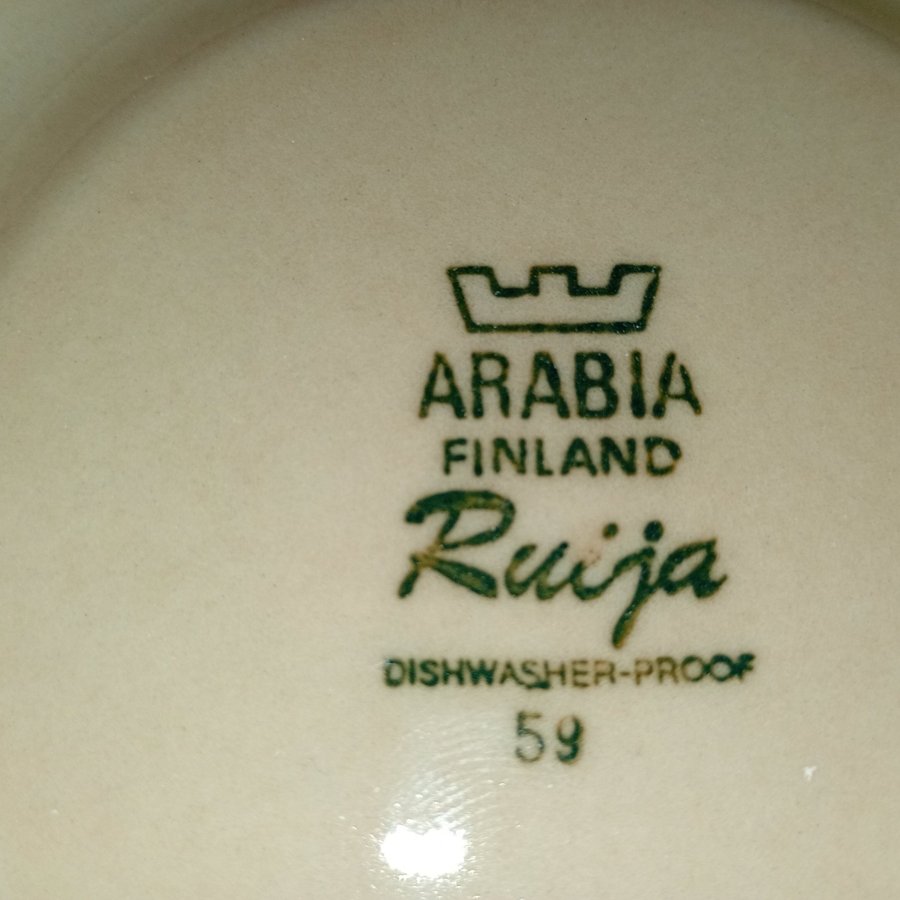 ARABIA
FINLAND
Ruija
DISHWASHER-PROOF
59